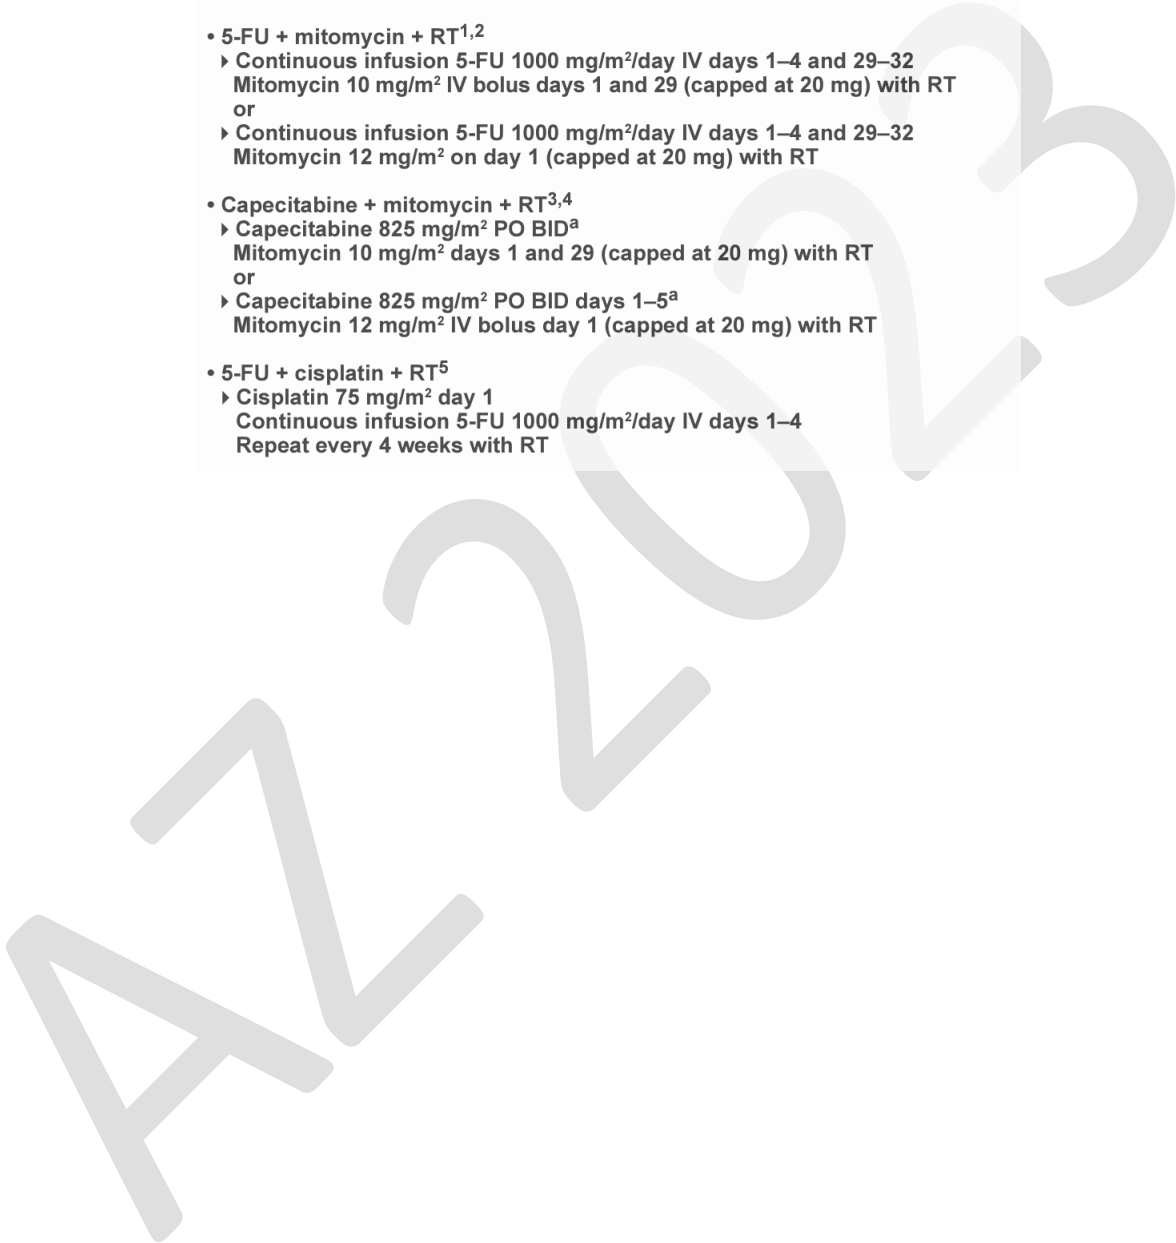 • 5-FU + mitomycin + RT1,2
▸ Continuous infusion 5-FU 1000 mg/m²/day IV days 1–4 and 29–32
Mitomycin 10 mg/m² IV bolus days 1 and 29 (capped at 20 mg) with RT
or
▸ Continuous infusion 5-FU 1000 mg/m²/day IV days 1–4 and 29–32
Mitomycin 12 mg/m² on day 1 (capped at 20 mg) with RT
• Capecitabine + mitomycin + RT3,4
▸ Capecitabine 825 mg/m² PO BIDa
Mitomycin 10 mg/m² days 1 and 29 (capped at 20 mg) with RT
or
▸ Capecitabine 825 mg/m² PO BID days 1–5a
Mitomycin 12 mg/m² IV bolus day 1 (capped at 20 mg) with RT
• 5-FU + cisplatin + RT5
▸ Cisplatin 75 mg/m² day 1
Continuous infusion 5-FU 1000 mg/m²/day IV days 1–4
Repeat every 4 weeks with RT
AZ 2023